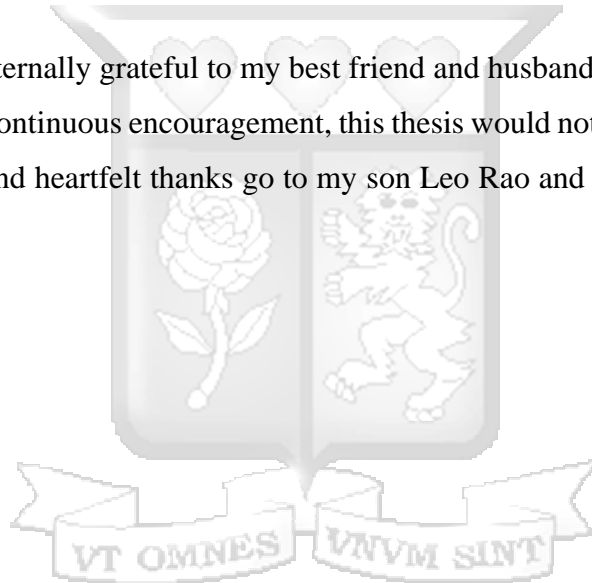 ternally grateful to my best friend and husband
ontinuous encouragement, this thesis would not
nd heartfelt thanks go to my son Leo Rao and
VT OMNES VNVM SINT